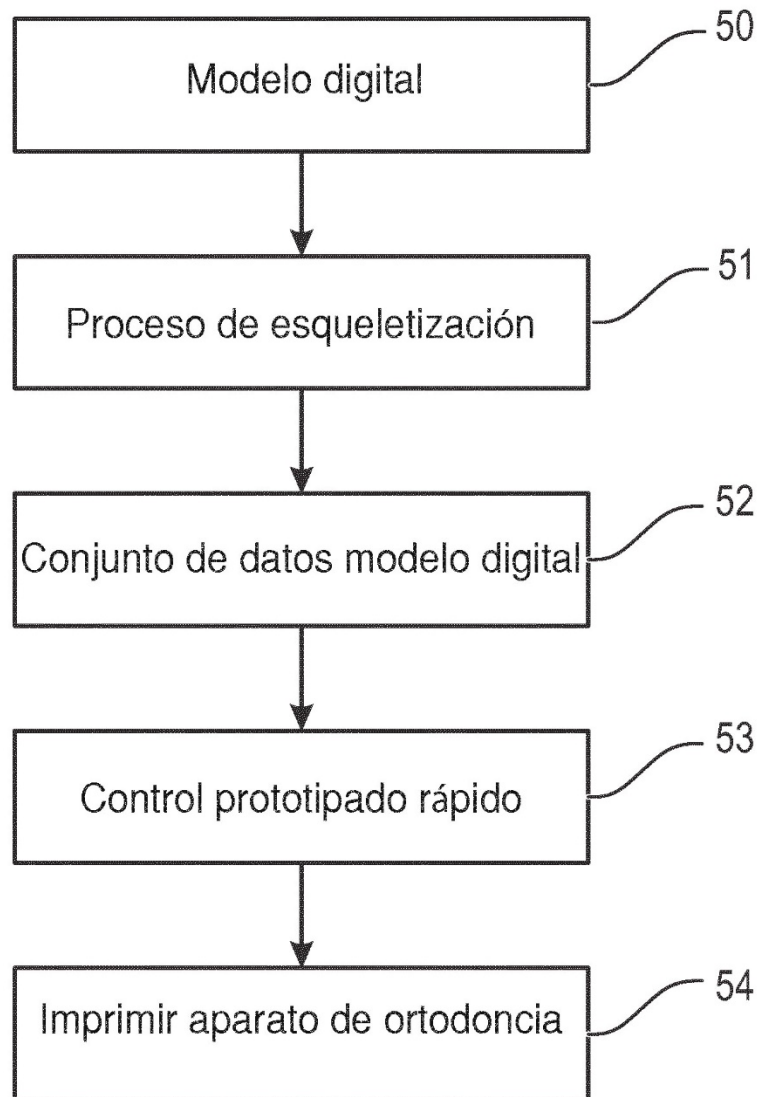 50
Modelo digital
51
Proceso de esqueletización
52
Conjunto de datos modelo digital
53
Control prototipado rápido
54
Imprimir aparato de ortodoncia